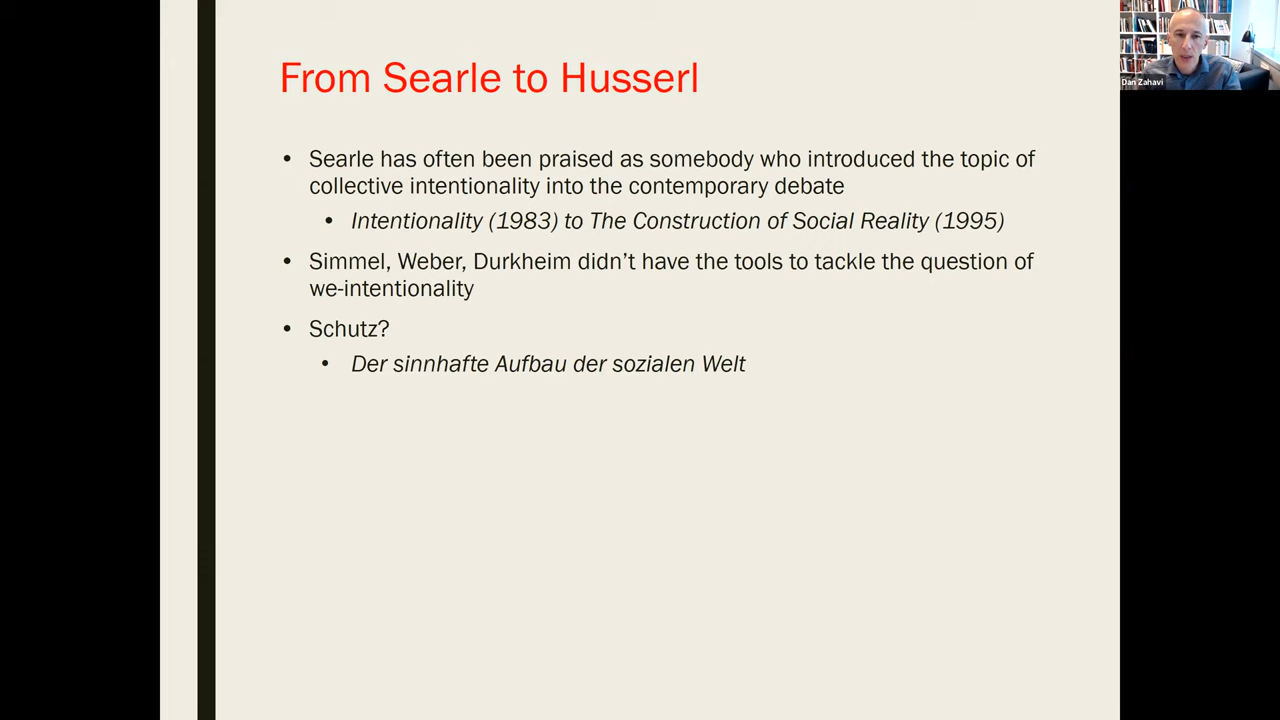 From Searle to Husserl
• Searle has often been praised as somebody who introduced the topic of
collective intentionality into the contemporary debate
• Intentionality (1983) to The Construction of Social Reality (1995)
• Simmel, Weber, Durkheim didn’t have the tools to tackle the question of
we-intentionality
• Schutz?
• Der sinnhafte Aufbau der sozialen Welt
Dan Zahavi